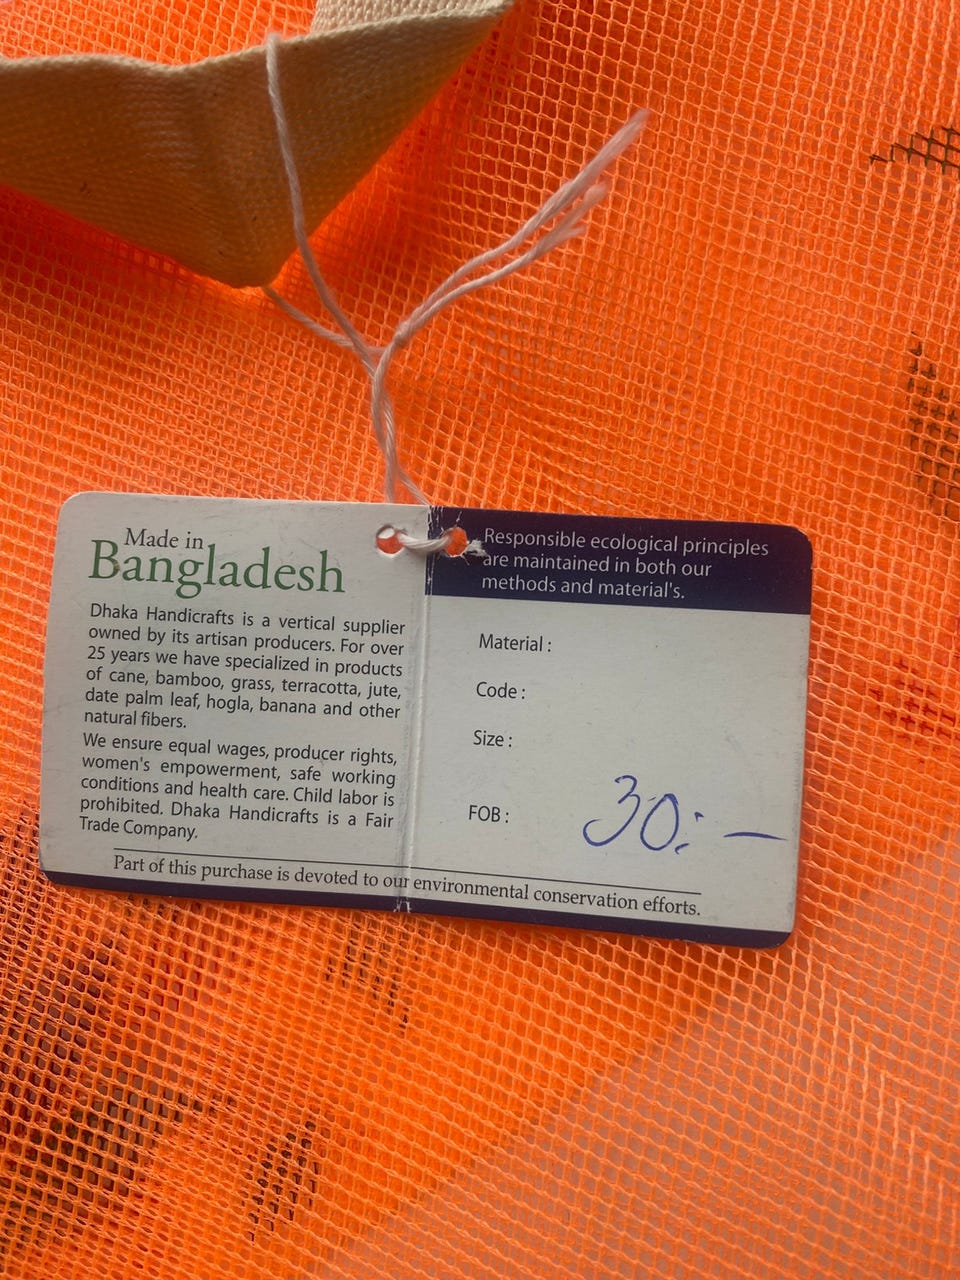 Made in
Bangladesh
Dhaka Handicrafts is a vertical supplier
owned by its artisan producers. For over
25 years we have specialized in products
of cane, bamboo, grass, terracotta, jute,
date palm leaf, hogla, banana and other
natural fibers.
We ensure equal wages, producer rights,
women's empowerment, safe working
conditions and health care. Child labor is
prohibited. Dhaka Handicrafts is a Fair
Trade Company.
Responsible ecological principles
are maintained in both our
methods and material's.
Material :
Code :
Size :
FOB : 30:-
Part of this purchase is devoted to our environmental conservation efforts.